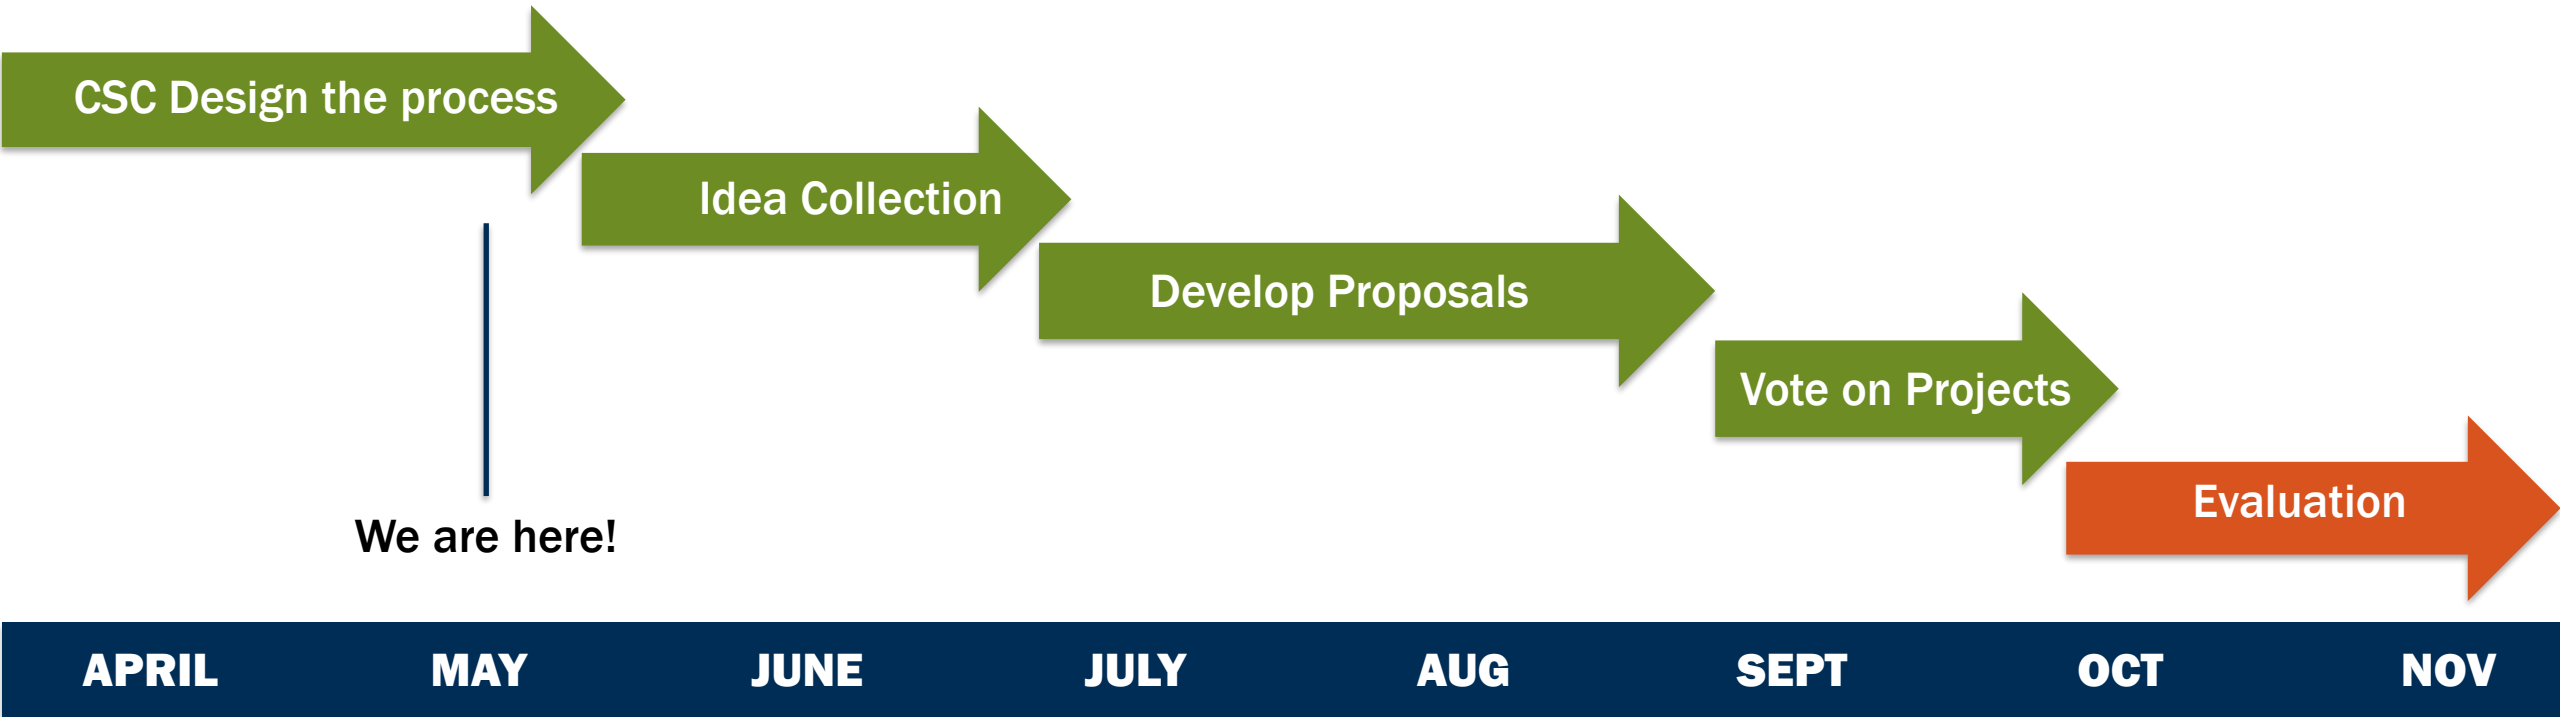 CSC Design the process
Idea Collection
Develop Proposals
Vote on Projects
Evaluation
We are here!
APRIL MAY JUNE JULY AUG SEPT OCT NOV